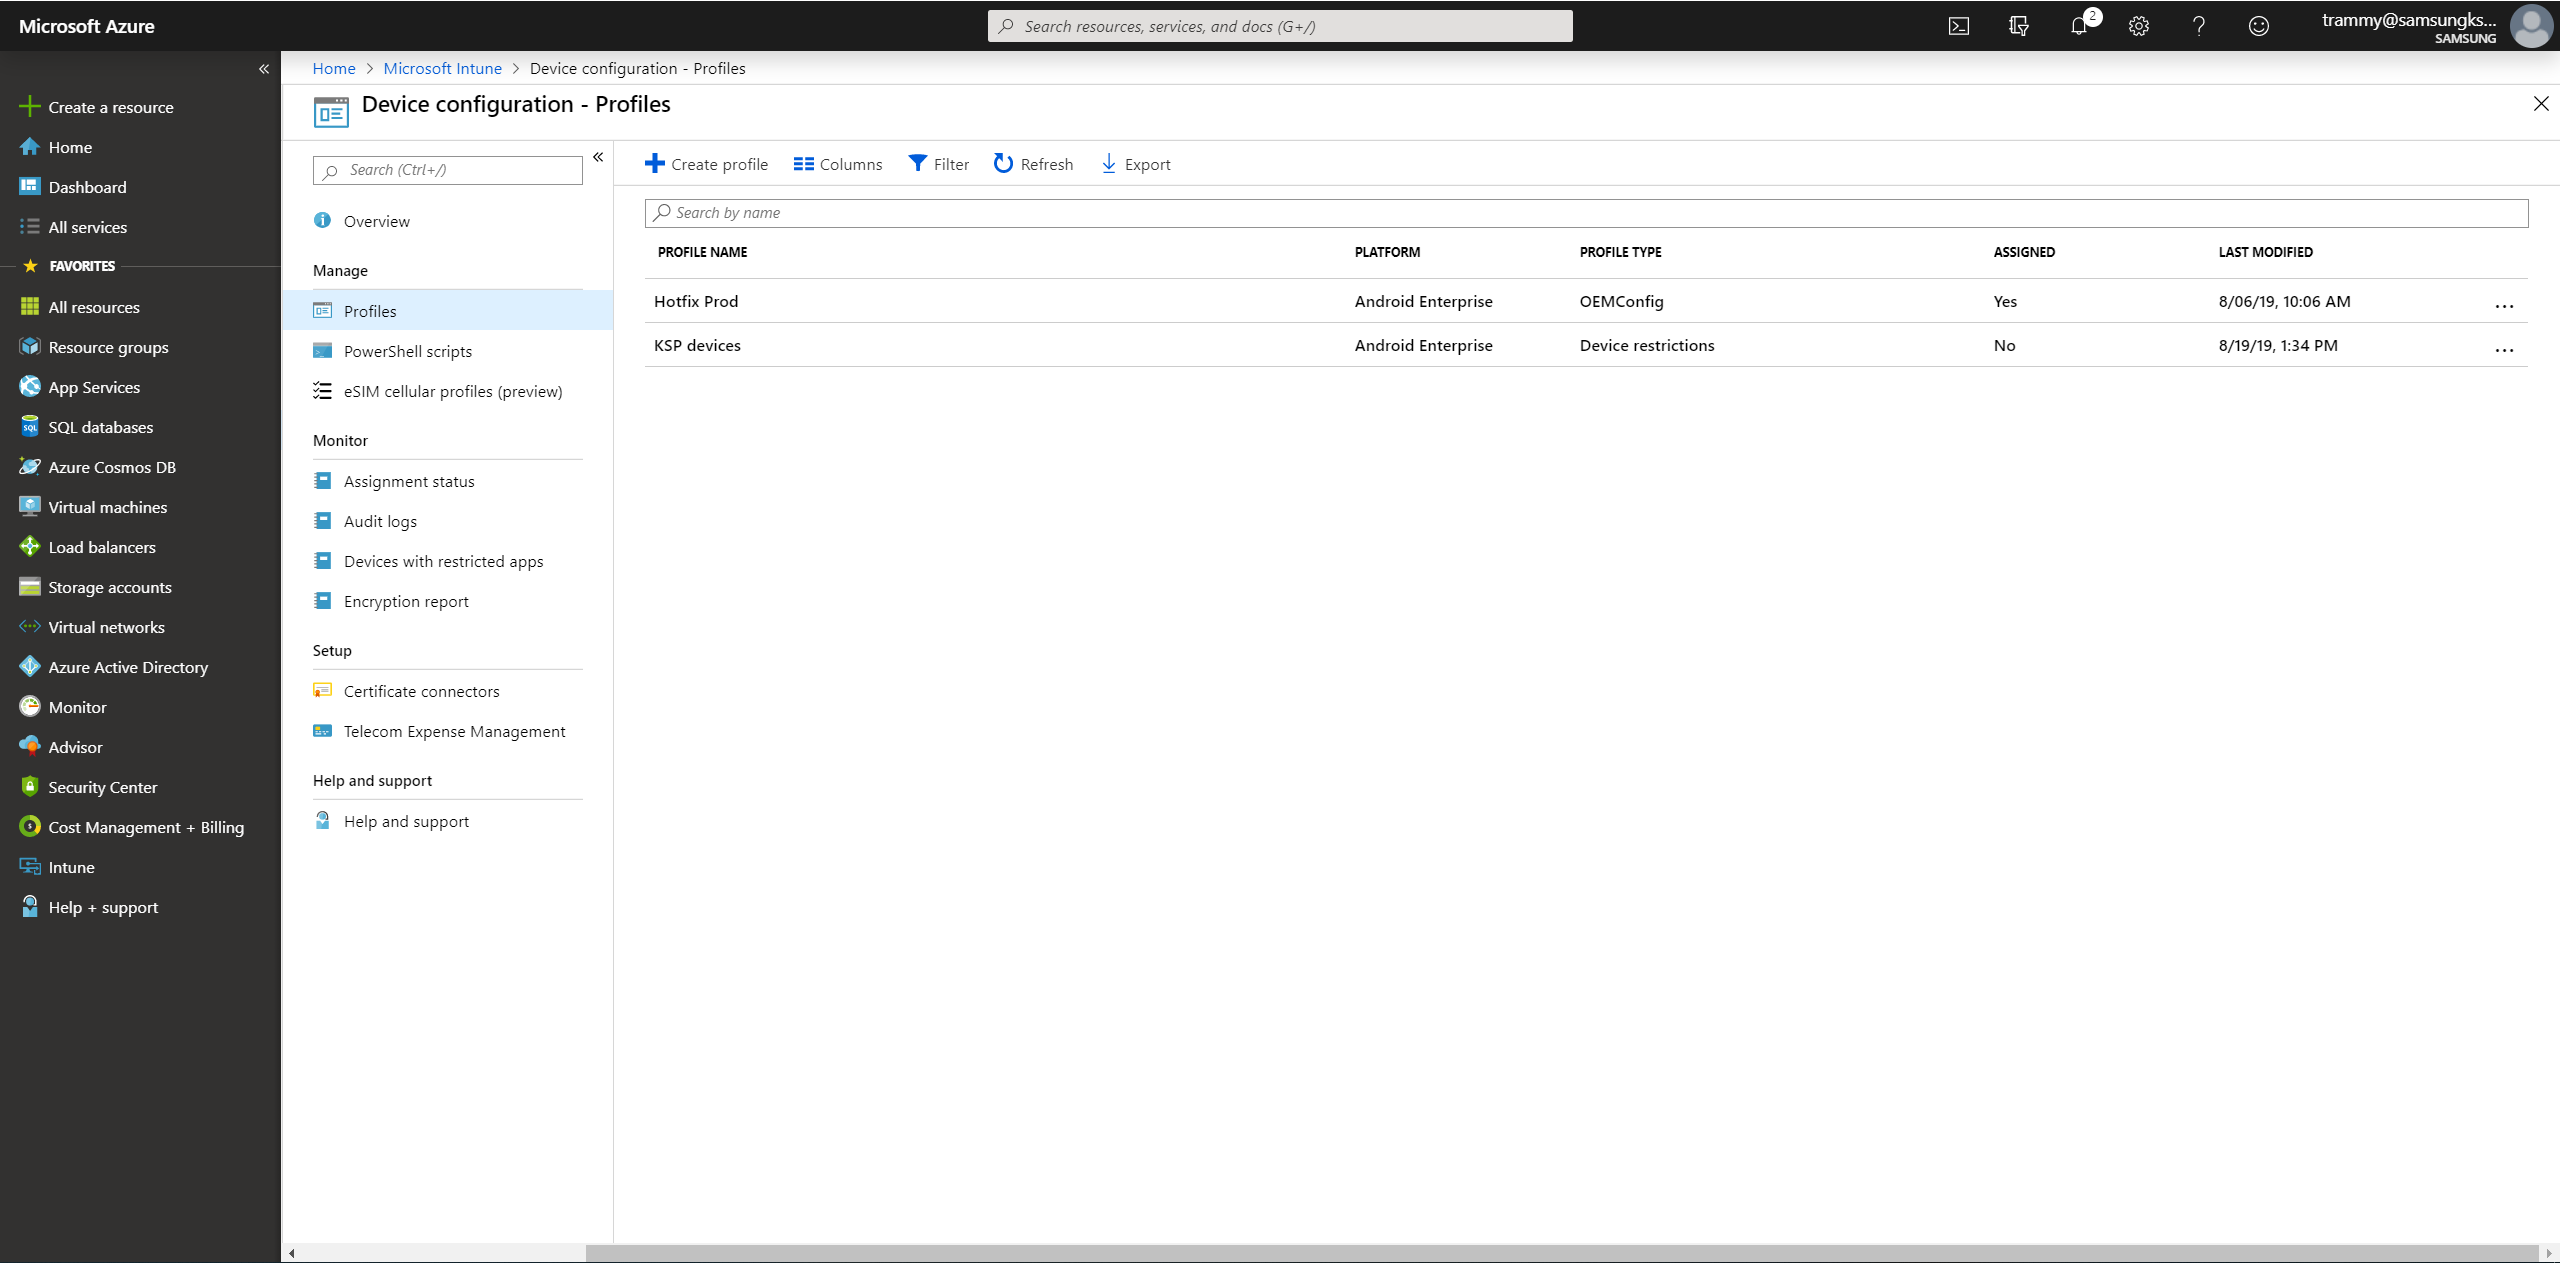 Microsoft Azure
Search resources, services, and docs (G+/)
2
trammy@samsungks...
SAMSUNG
Create a resource
Home
Dashboard
All services
FAVORITES
All resources
Resource groups
App Services
SQL databases
Azure Cosmos DB
Virtual machines
Load balancers
Storage accounts
Virtual networks
Azure Active Directory
Monitor
Advisor
Security Center
Cost Management + Billing
Intune
Help + support
Home > Microsoft Intune > Device configuration - Profiles
Device configuration - Profiles
Search (Ctrl+/)
Overview
Manage
Profiles
PowerShell scripts
eSIM cellular profiles (preview)
Monitor
Assignment status
Audit logs
Devices with restricted apps
Encryption report
Setup
Certificate connectors
Telecom Expense Management
Help and support
Help and support
Create profile Columns Filter Refresh Export
Search by name
PROFILE NAME PLATFORM PROFILE TYPE ASSIGNED LAST MODIFIED
Hotfix Prod Android Enterprise OEMConfig Yes 8/06/19, 10:06 AM ...
KSP devices Android Enterprise Device restrictions No 8/19/19, 1:34 PM ...